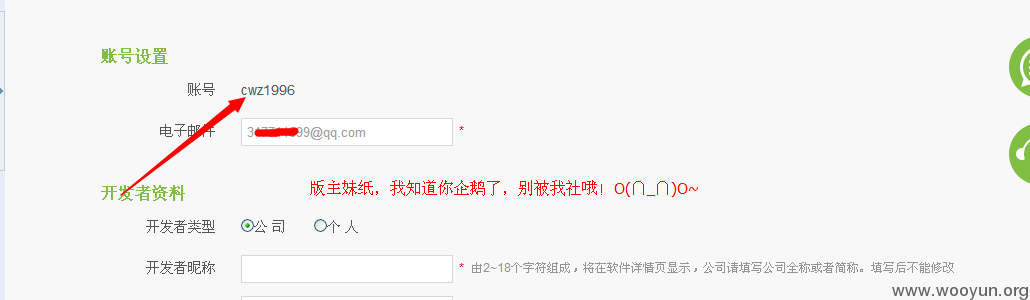 账号设置
账号 cwz1996
电子邮件 @qq.com *
开发者资料
版主妹纸，我知道你企鹅了，别被我社哦！O(∩_∩)O~
开发者类型 公 司 个 人
开发者昵称 * 由2~18个字符组成，将在软件详情页显示，公司请填写公司全称或者简称。填写后不能修改
www.wooyun.org